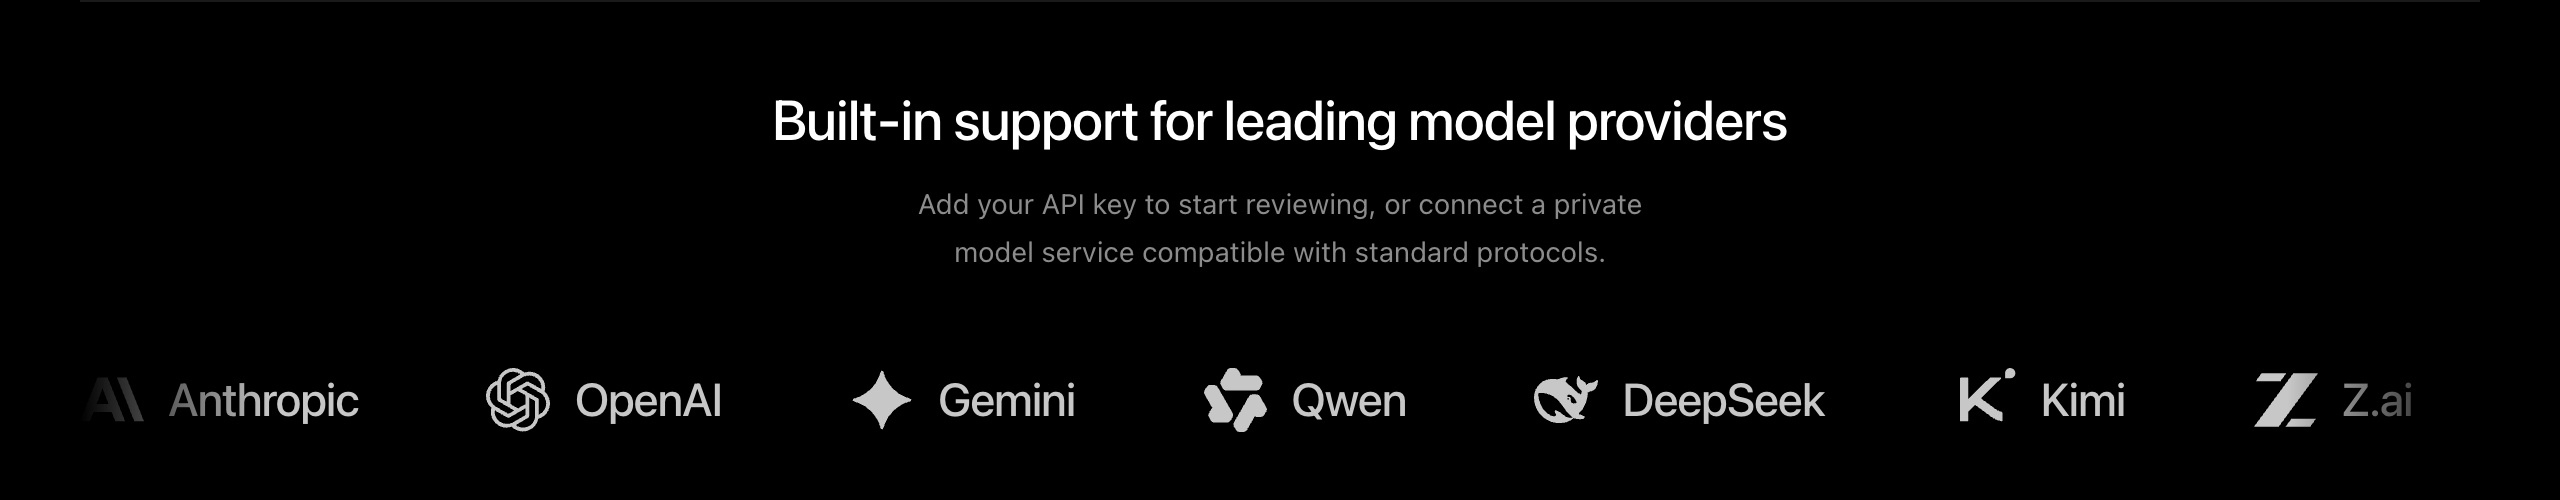 Built-in support for leading model providers
Add your API key to start reviewing, or connect a private
model service compatible with standard protocols.
Anthropic
OpenAI
Gemini
Qwen
DeepSeek
Kimi
Z.ai